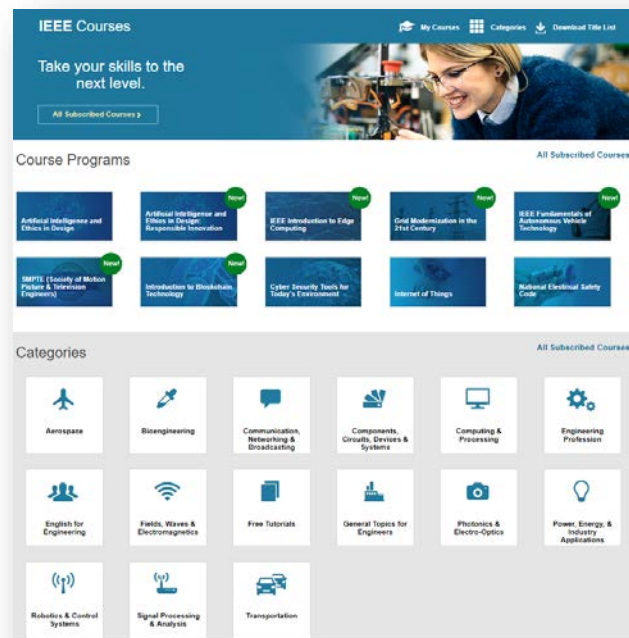 IEEE Courses
My Courses
Categories
Download Title List
Take your skills to the
next level.
All Subscribed Courses >
Course Programs
All Subscribed Courses
Artificial Intelligence and
Ethics in Design
New!
Artificial Intelligence and
Ethics in Design:
Responsible Innovation
New!
IEEE Introduction to Edge
Computing
New!
Grid Modernization in the
21st Century
New!
IEEE Fundamentals of
Autonomous Vehicle
Technology
New!
SMPTE (Society of Motion
Picture & Television
Engineers)
New!
Introduction to Blockchain
Technology
Cyber Security Tools for
Today's Environment
Internet of Things
National Electrical Safety
Code
Categories
All Subscribed Courses
Aerospace
Bioengineering
Communication,
Networking &
Broadcasting
Components,
Circuits, Devices &
Systems
Computing &
Processing
Engineering
Profession
English for
Engineering
Fields, Waves &
Electromagnetics
Free Tutorials
General Topics for
Engineers
Photonics &
Electro-Optics
Power, Energy, &
Industry
Applications
Robotics & Control
Systems
Signal Processing
& Analysis
Transportation